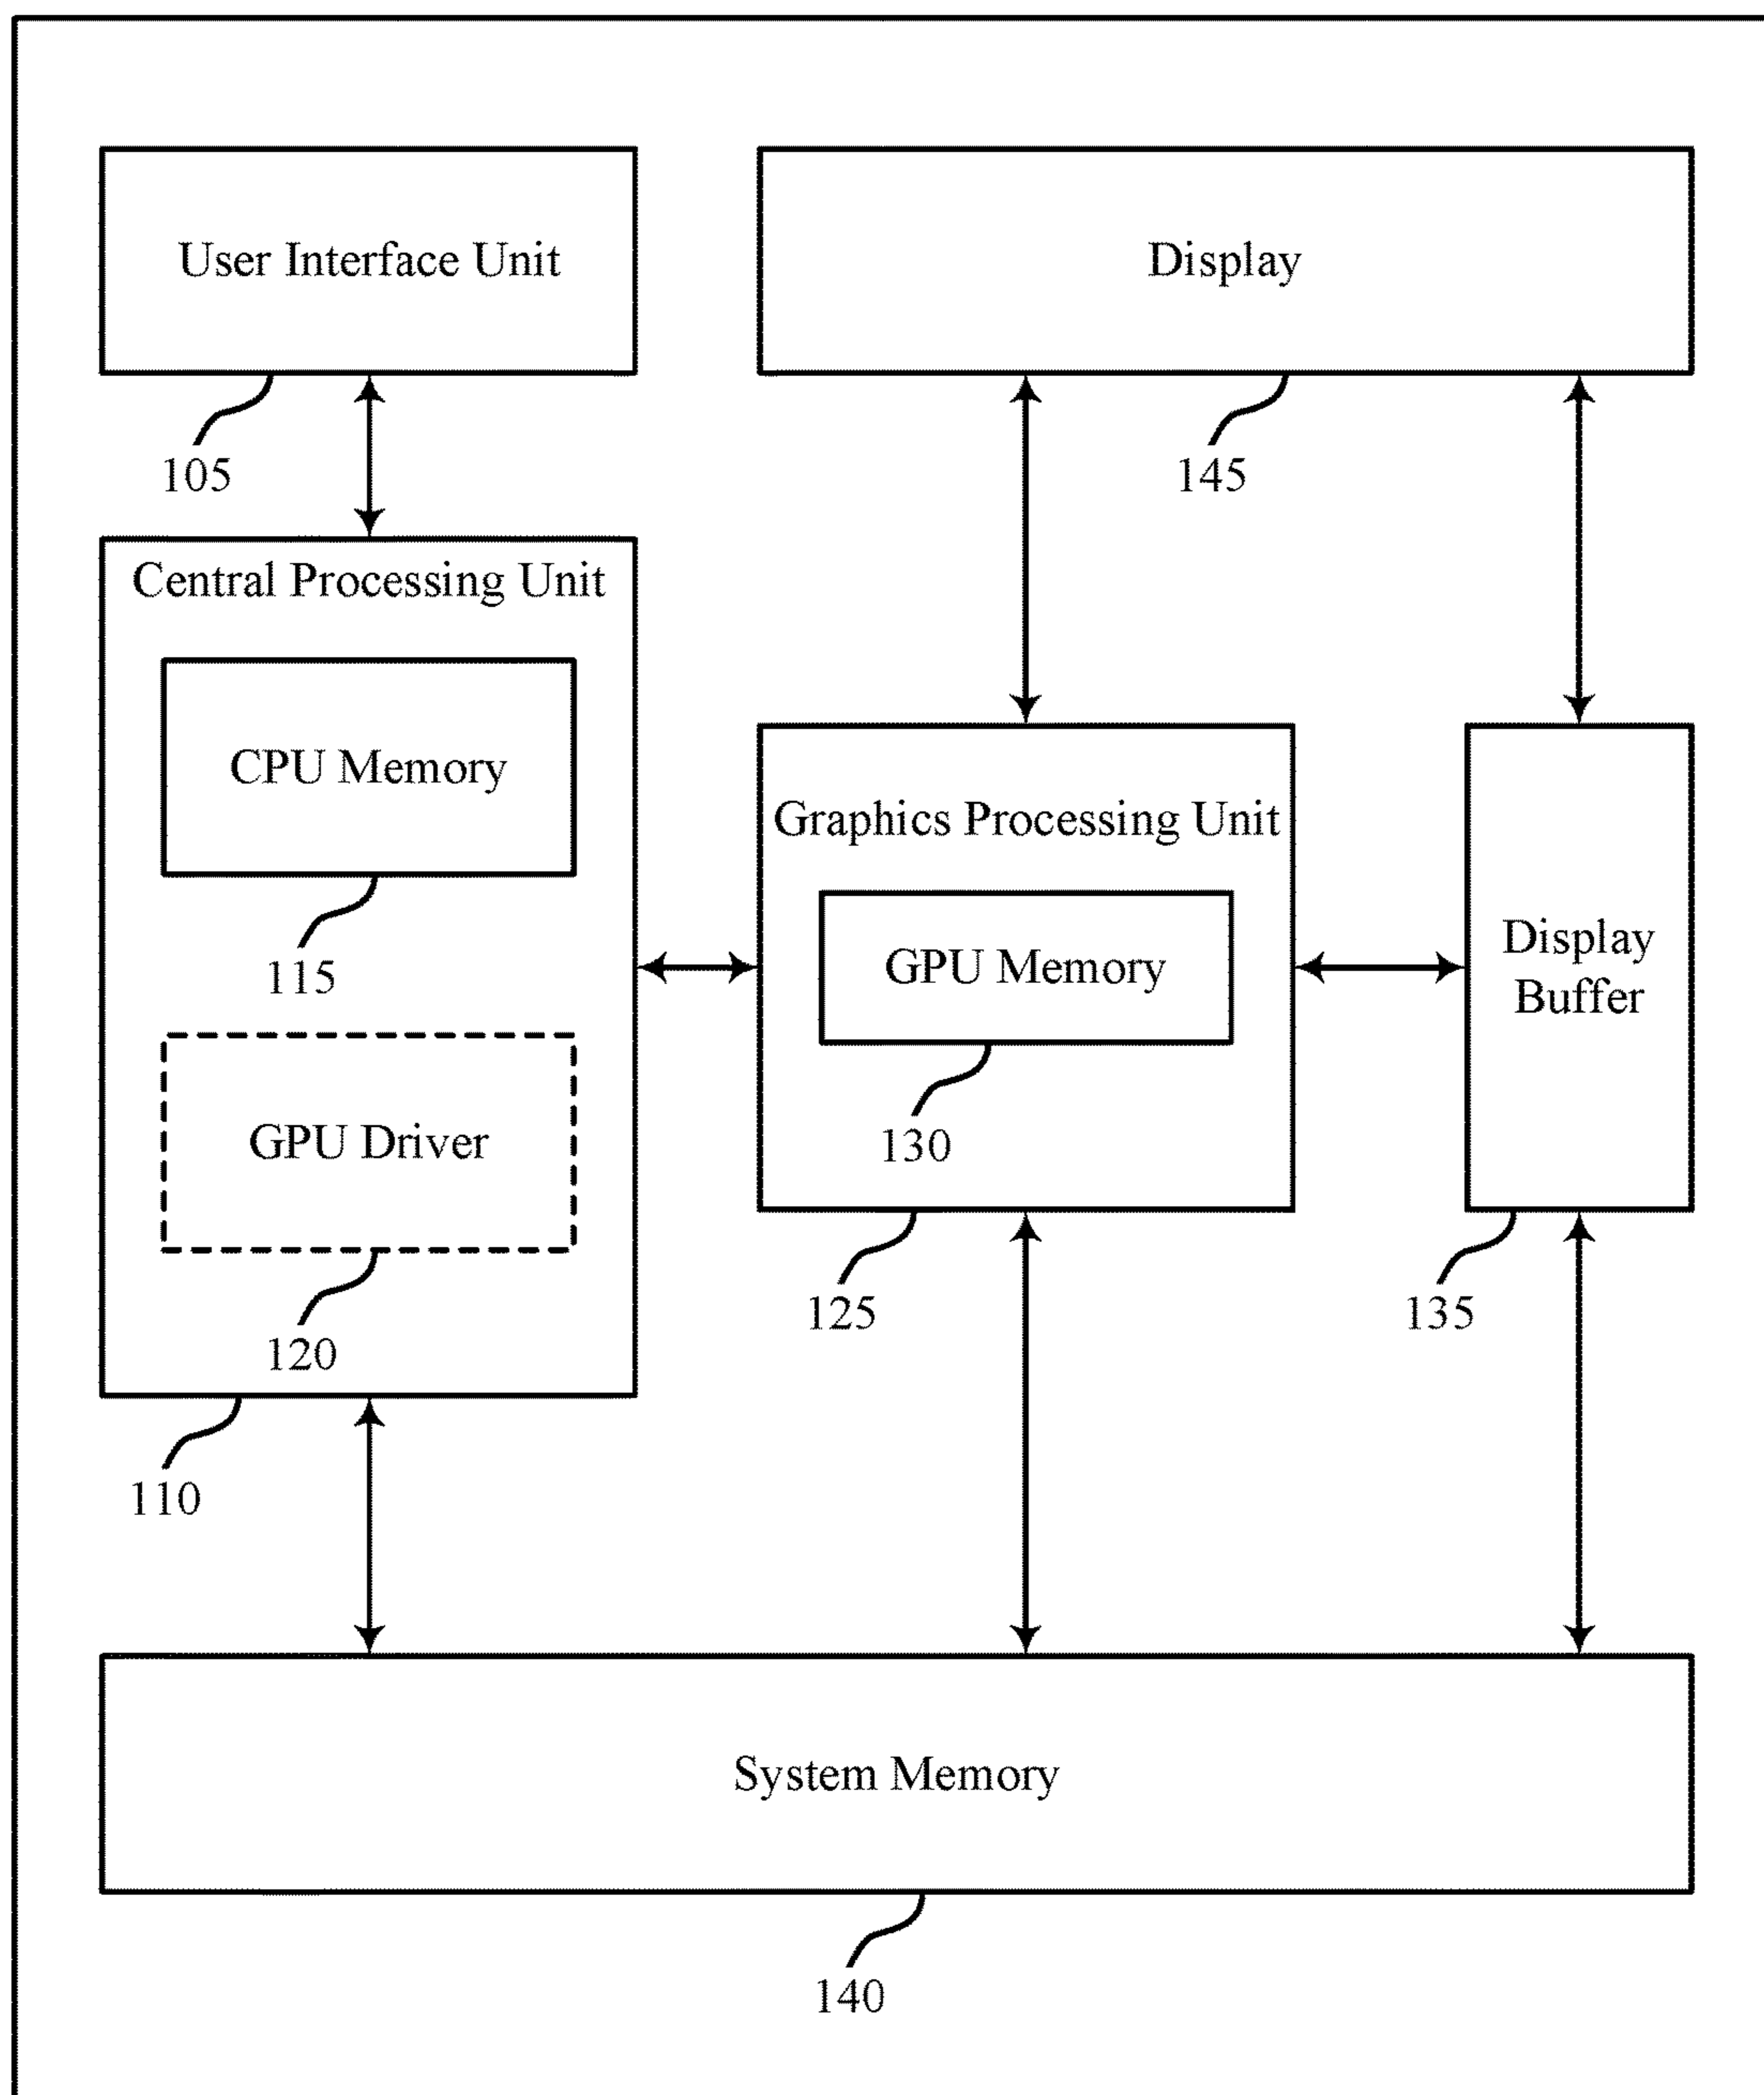 User Interface Unit
105
Display
145
Central Processing Unit
CPU Memory
115
GPU Driver
120
110
Graphics Processing Unit
GPU Memory
130
125
Display
Buffer
135
System Memory
140